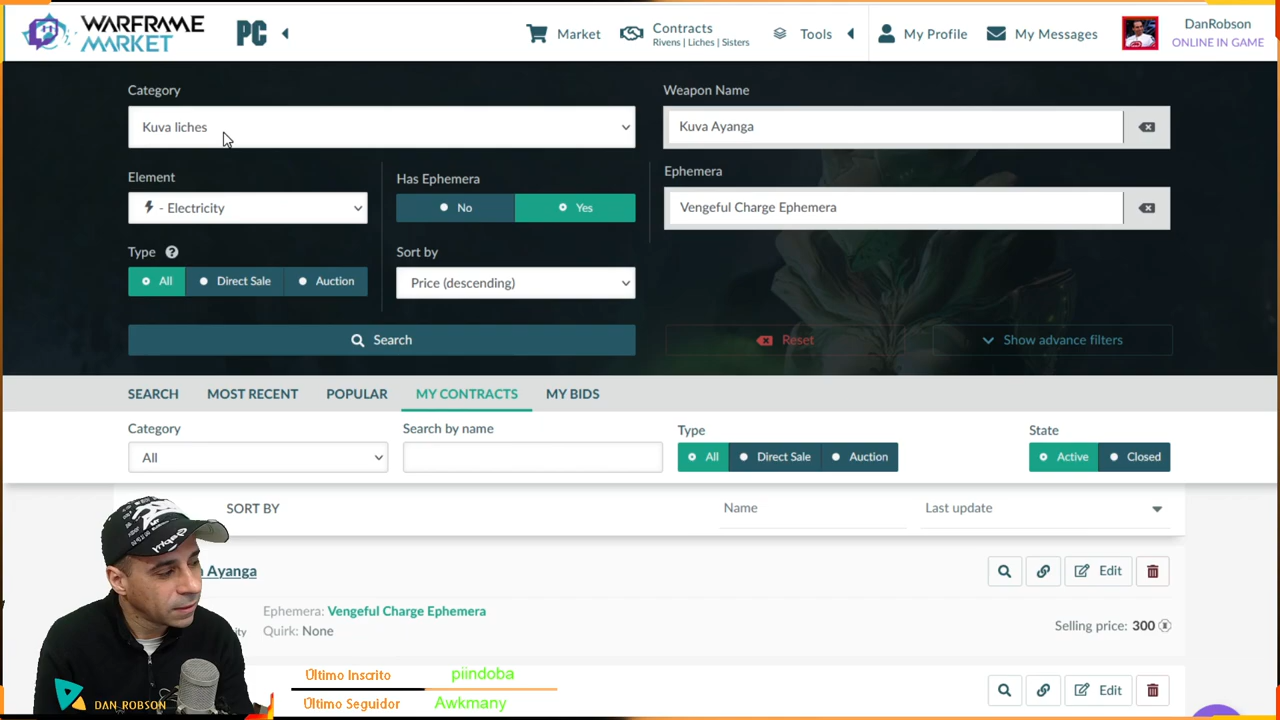 WARFRAME
MARKET
PC
Market
Contracts
Rivens | Liches | Sisters
Tools
My Profile
My Messages
DanRobson
ONLINE IN GAME
Category
Kuva liches
Weapon Name
Kuva Ayanga
Element
- Electricity
Has Ephemera
No
Yes
Ephemera
Vengeful Charge Ephemera
Type
All
Direct Sale
Auction
Sort by
Price (descending)
Search
Reset
Show advance filters
SEARCH
MOST RECENT
POPULAR
MY CONTRACTS
MY BIDS
Category
All
Search by name
Type
All
Direct Sale
Auction
State
Active
Closed
SORT BY
Name
Last update
Ayanga
Edit
Ephemera: Vengeful Charge Ephemera
Quirk: None
Selling price: 300
Edit
Último Inscrito
piindoba
Último Seguidor
Awkmany
DAN ROBSON